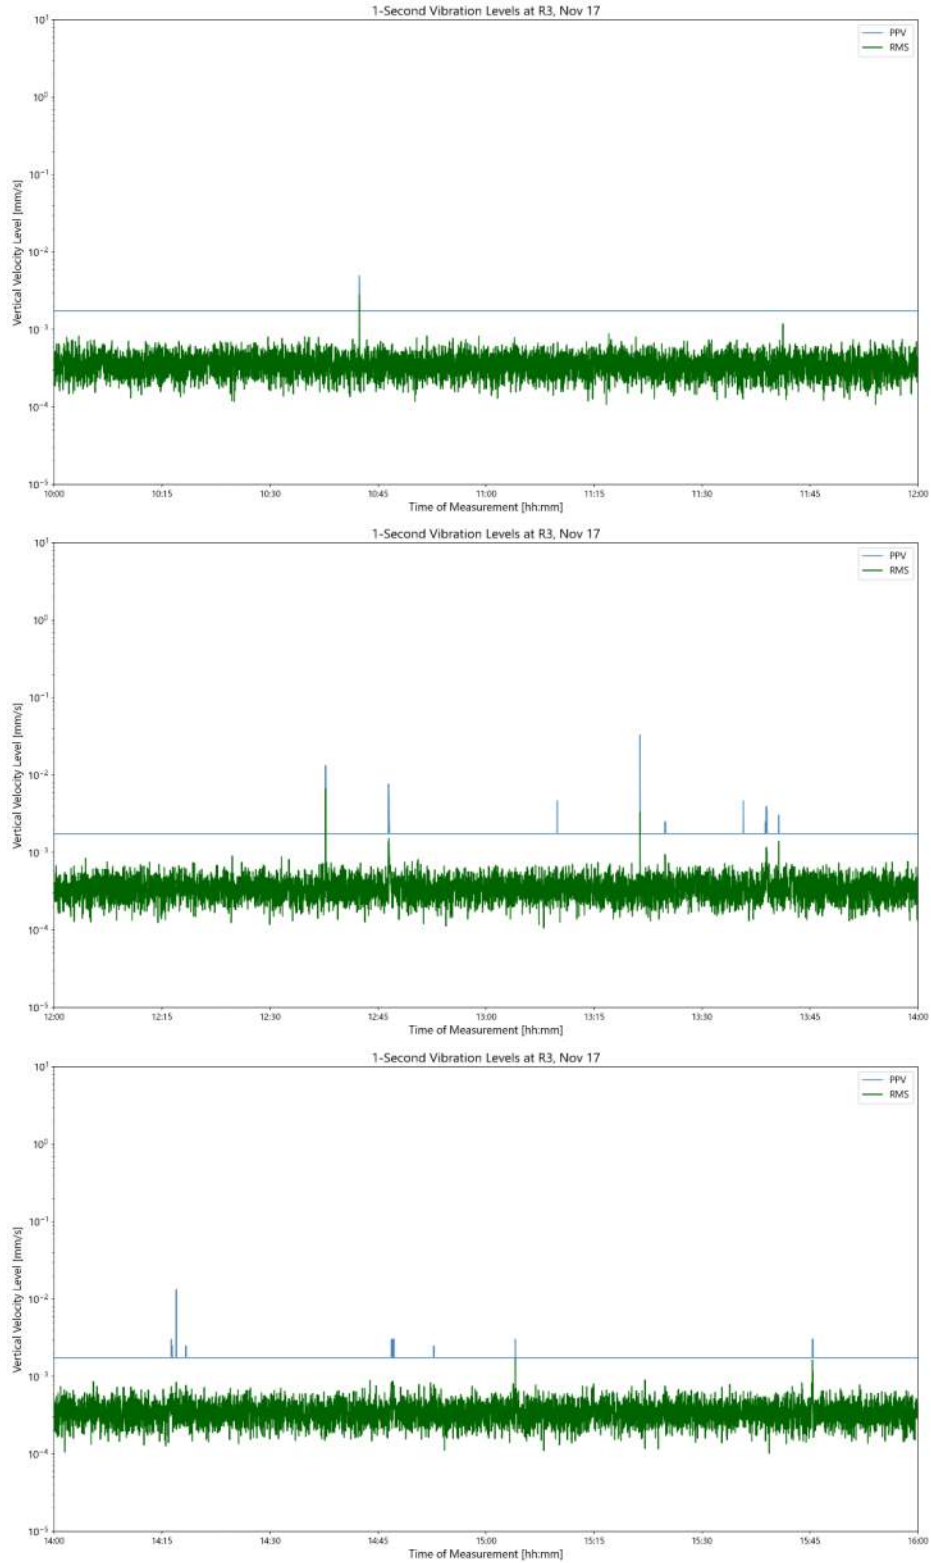 1-Second Vibration Levels at R3, Nov 17
PPV
RMS
10¹
10⁰
10⁻¹
10⁻²
10⁻³
10⁻⁴
10⁻⁵
Vertical Velocity Level [mm/s]
10:00 10:15 10:30 10:45 11:00 11:15 11:30 11:45 12:00
Time of Measurement [hh:mm]
1-Second Vibration Levels at R3, Nov 17
PPV
RMS
10¹
10⁰
10⁻¹
10⁻²
10⁻³
10⁻⁴
10⁻⁵
Vertical Velocity Level [mm/s]
12:00 12:15 12:30 12:45 13:00 13:15 13:30 13:45 14:00
Time of Measurement [hh:mm]
1-Second Vibration Levels at R3, Nov 17
PPV
RMS
10¹
10⁰
10⁻¹
10⁻²
10⁻³
10⁻⁴
10⁻⁵
Vertical Velocity Level [mm/s]
14:00 14:15 14:30 14:45 15:00 15:15 15:30 15:45 16:00
Time of Measurement [hh:mm]